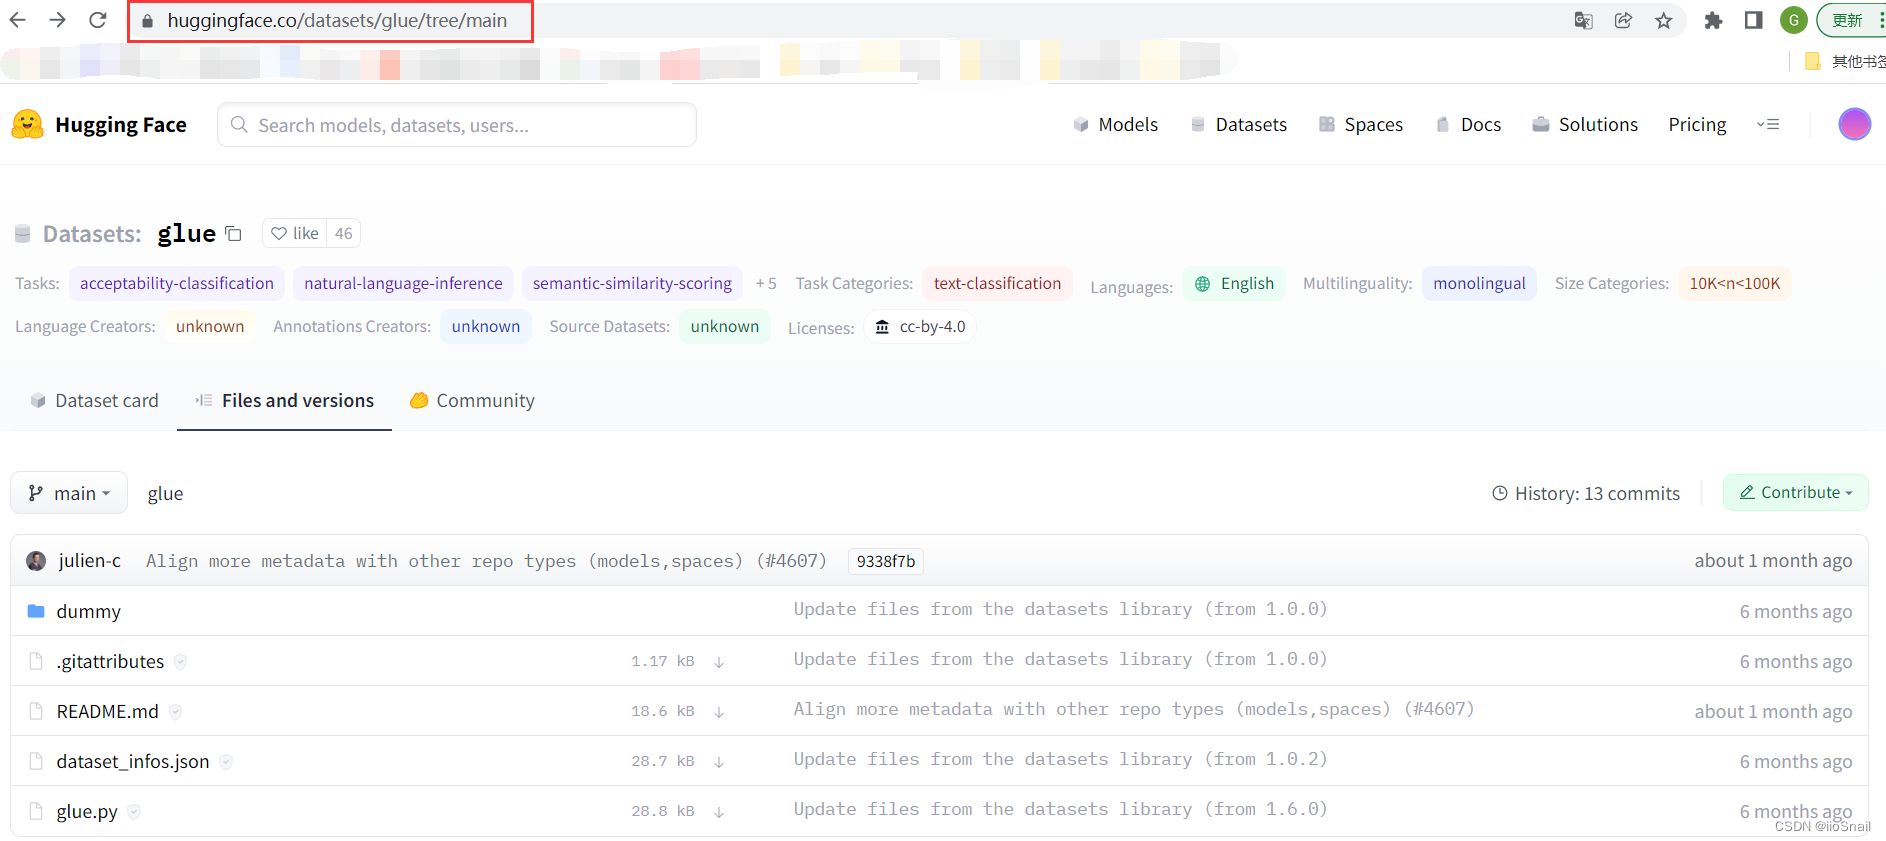 huggingface.co/datasets/glue/tree/main
G 更新
其他书签
Hugging Face Search models, datasets, users... Models Datasets Spaces Docs Solutions Pricing
Datasets: glue like 46
Tasks: acceptability-classification natural-language-inference semantic-similarity-scoring + 5 Task Categories: text-classification Languages: English Multilinguality: monolingual Size Categories: 10K<n<100K
Language Creators: unknown Annotations Creators: unknown Source Datasets: unknown Licenses: cc-by-4.0
Dataset card Files and versions Community
main glue History: 13 commits Contribute
julien-c Align more metadata with other repo types (models,spaces) (#4607) 9338f7b about 1 month ago
dummy Update files from the datasets library (from 1.0.0) 6 months ago
.gitattributes 1.17 kB Update files from the datasets library (from 1.0.0) 6 months ago
README.md 18.6 kB Align more metadata with other repo types (models,spaces) (#4607) about 1 month ago
dataset_infos.json 28.7 kB Update files from the datasets library (from 1.0.2) 6 months ago
glue.py 28.8 kB Update files from the datasets library (from 1.6.0) 6 months ago
CSDN @iioSnail